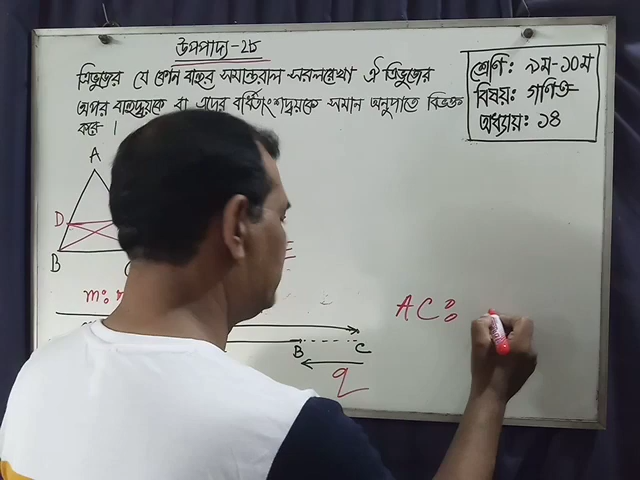 উপপাদ্য-২৮
ত্রিভুজের যে কোন বাহুর সমান্তরাল সরলরেখা ঐ ত্রিভুজের
অপর বাহুদ্বয়কে বা এদের বর্ধিতাংশদ্বয়কে সমান অনুপাতে বিভক্ত
করে ।
শ্রেণি: ৯ম-১০ম
বিষয়: গণিত
অধ্যায়: ১৪
A
D
B
m:
B
C
q
AC: